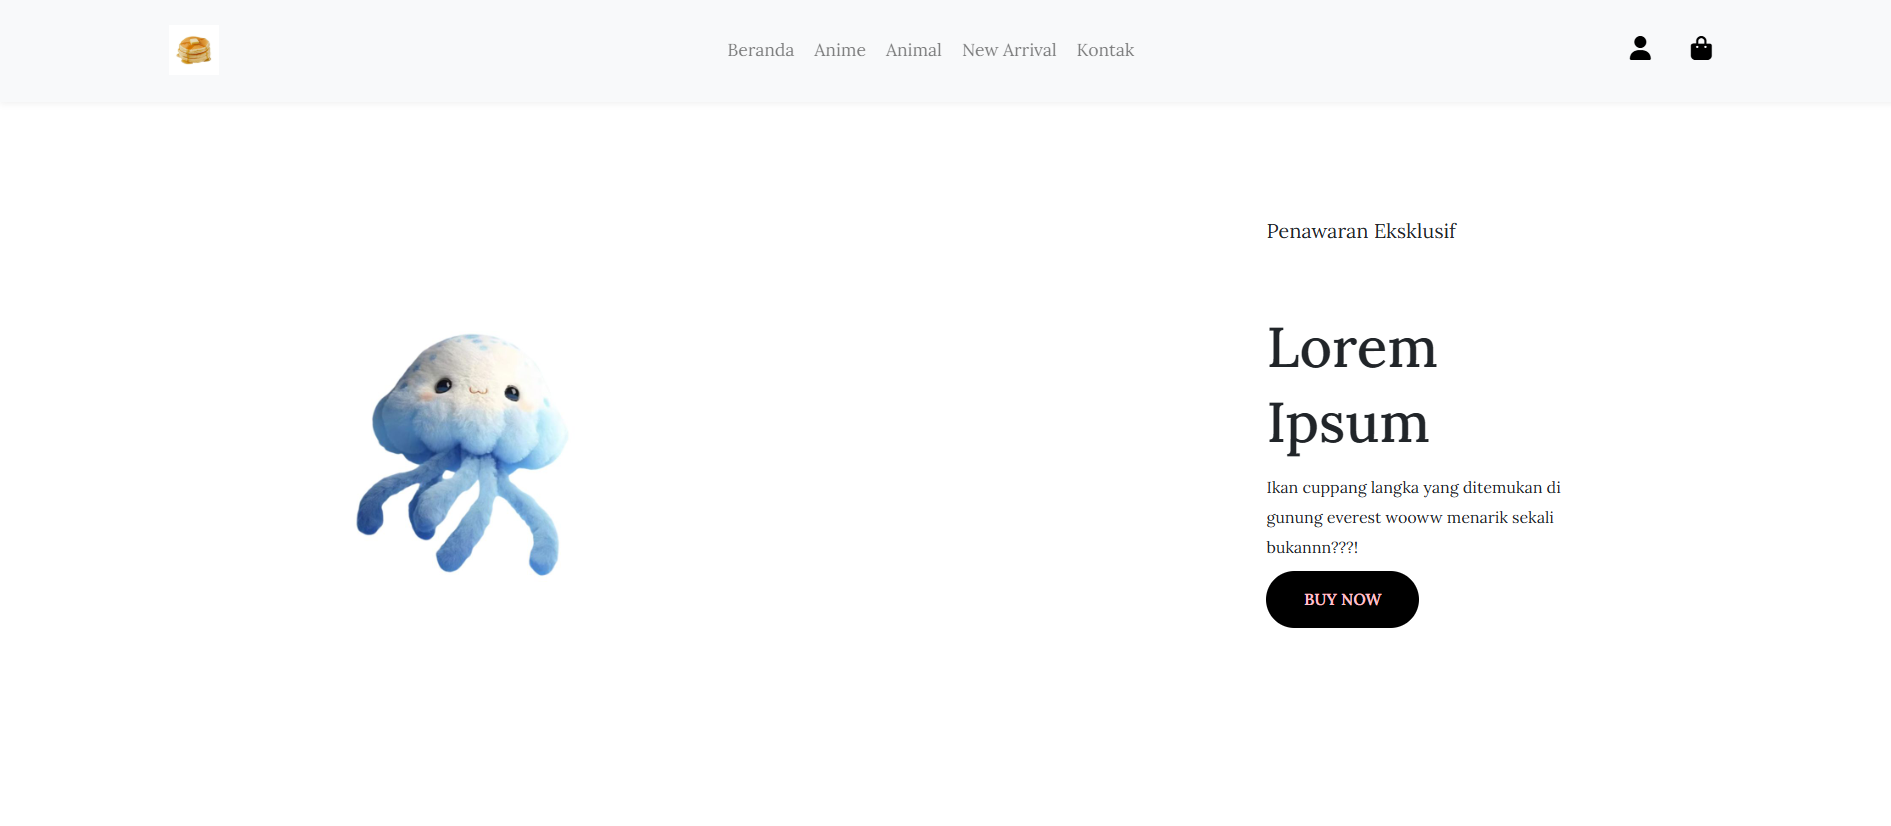 Beranda Anime Animal New Arrival Kontak
Penawaran Eksklusif
Lorem
Ipsum
Ikan cuppang langka yang ditemukan di
gunung everest wooww menarik sekali
bukannn???!
BUY NOW